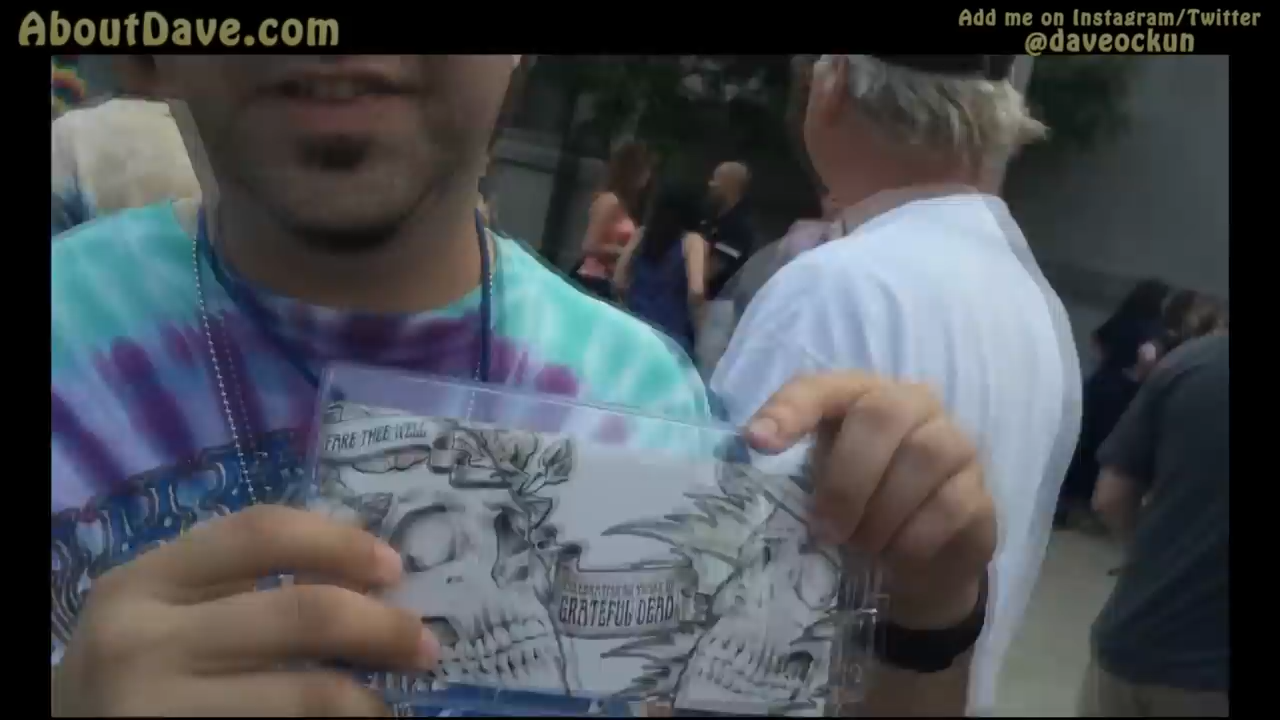 AboutDave.com
Add me on Instagram/Twitter
@daveockun
FARE THEE WELL
GRATEFUL DEAD